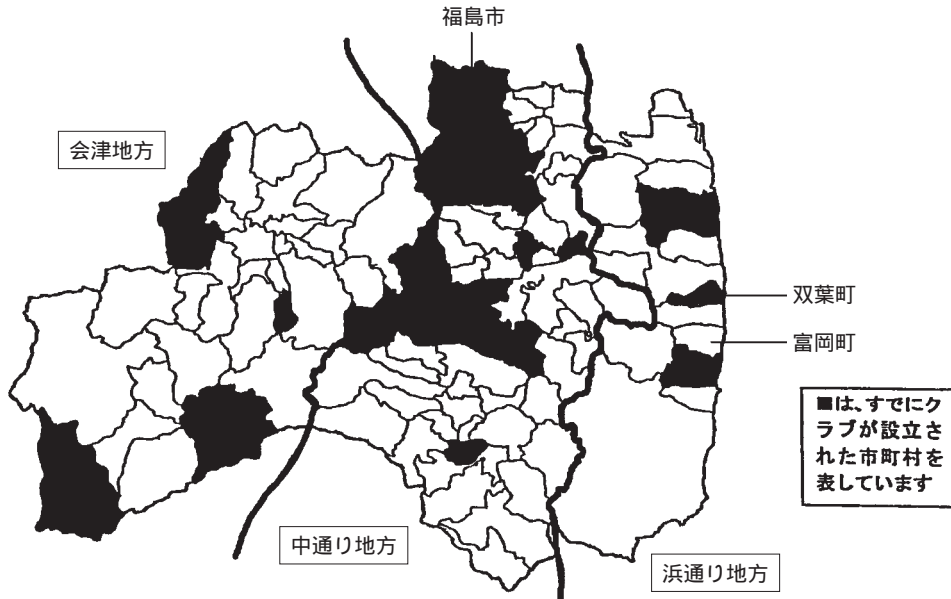 福島市
会津地方
双葉町
富岡町
■は、すでにク
ラブが設立さ
れた市町村を
表しています
中通り地方
浜通り地方